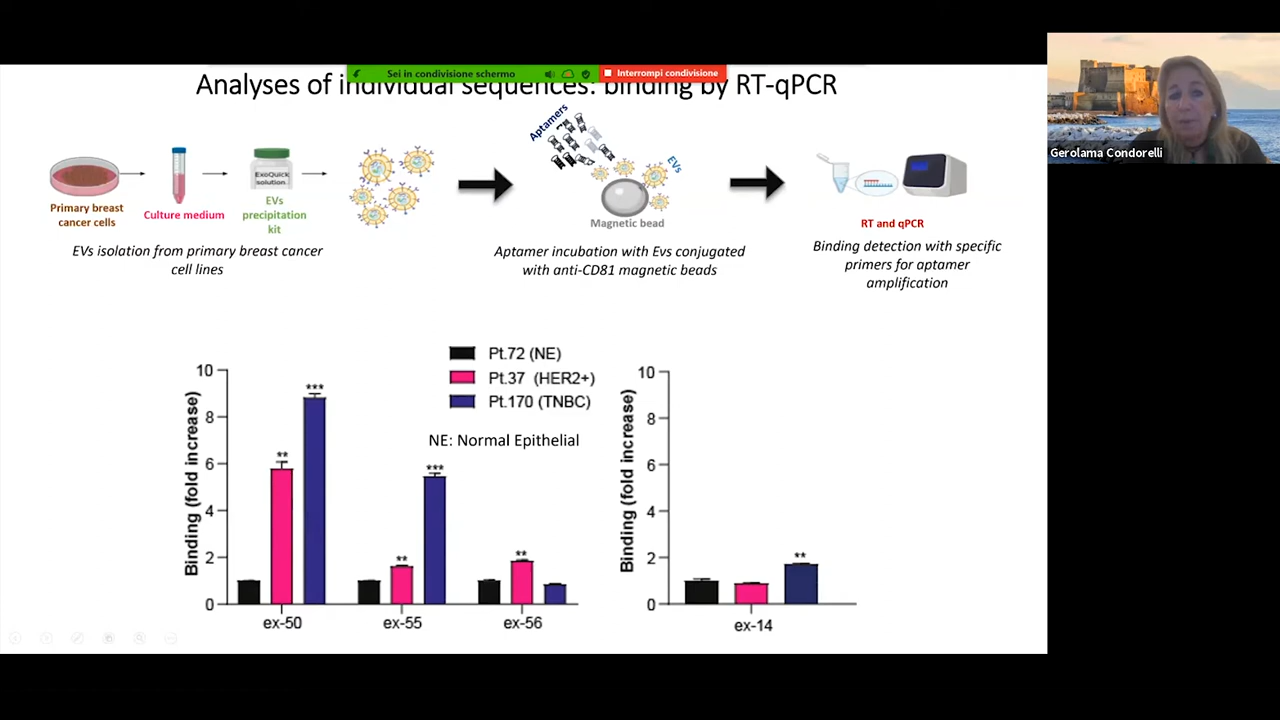 Sei in condivisione schermo
Interrompi condivisione
Analyses of individual sequences: binding by RT-qPCR
Gerolama Condorelli
Aptamers
EVs
ExoQuick
solution
Magnetic bead
Primary breast
cancer cells
Culture medium
EVs
precipitation
kit
RT and qPCR
EVs isolation from primary breast cancer
cell lines
Aptamer incubation with Evs conjugated
with anti-CD81 magnetic beads
Binding detection with specific
primers for aptamer
amplification
Pt.72 (NE)
Pt.37 (HER2+)
Pt.170 (TNBC)
NE: Normal Epithelial
Binding (fold increase)
10
8
6
4
2
0
**
***
**
***
**
ex-50
ex-55
ex-56
Binding (fold increase)
10
8
6
4
2
0
**
ex-14